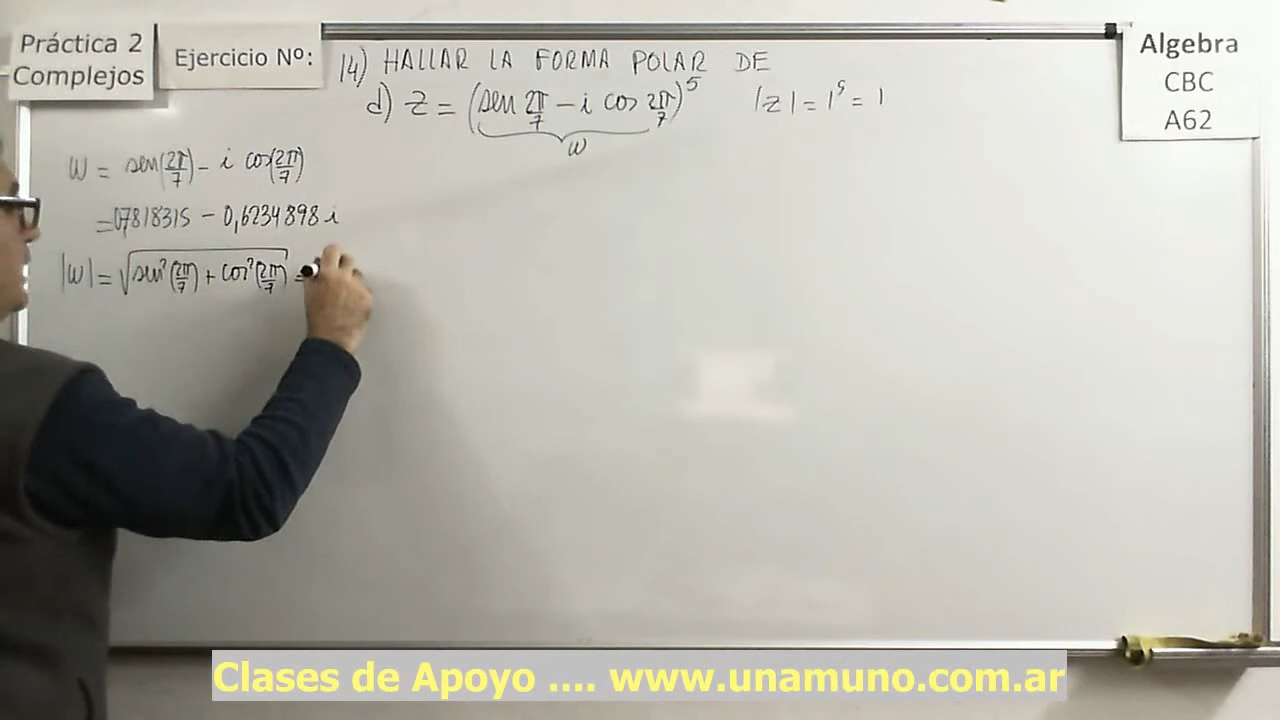 Práctica 2
Complejos
Ejercicio Nº:
14) HALLAR LA FORMA POLAR DE
d) z = (sen 2π/7 − i cos 2π/7)^5 |z| = 1^5 = 1
w
w = sen(2π/7) − i cos(2π/7)
= 0,7818315 − 0,6234898 i
|w| = √(sen²(2π/7) + cos²(2π/7)) =
Algebra
CBC
A62
Clases de Apoyo .... www.unamuno.com.ar